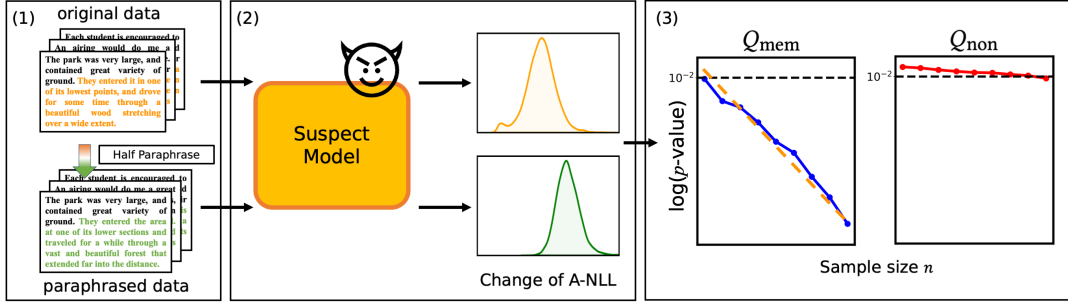 (1)
original data
Each student is encouraged to
An airing would do me a
The park was very large, and
contained great variety of
ground. They entered it in one
of its lowest points, and drove
for some time through a
beautiful wood stretching
over a wide extent.
Half Paraphrase
Each student is encouraged to
An airing would do me a great
The park was very large, and
contained great variety of
ground. They entered the area
at one of its lower sections and
traveled for a while through a
vast and beautiful forest that
extended far into the distance.
paraphrased data
(2)
Suspect
Model
Change of A-NLL
(3)
Qmem
Qnon
10⁻²
10⁻²
log(p-value)
Sample size n